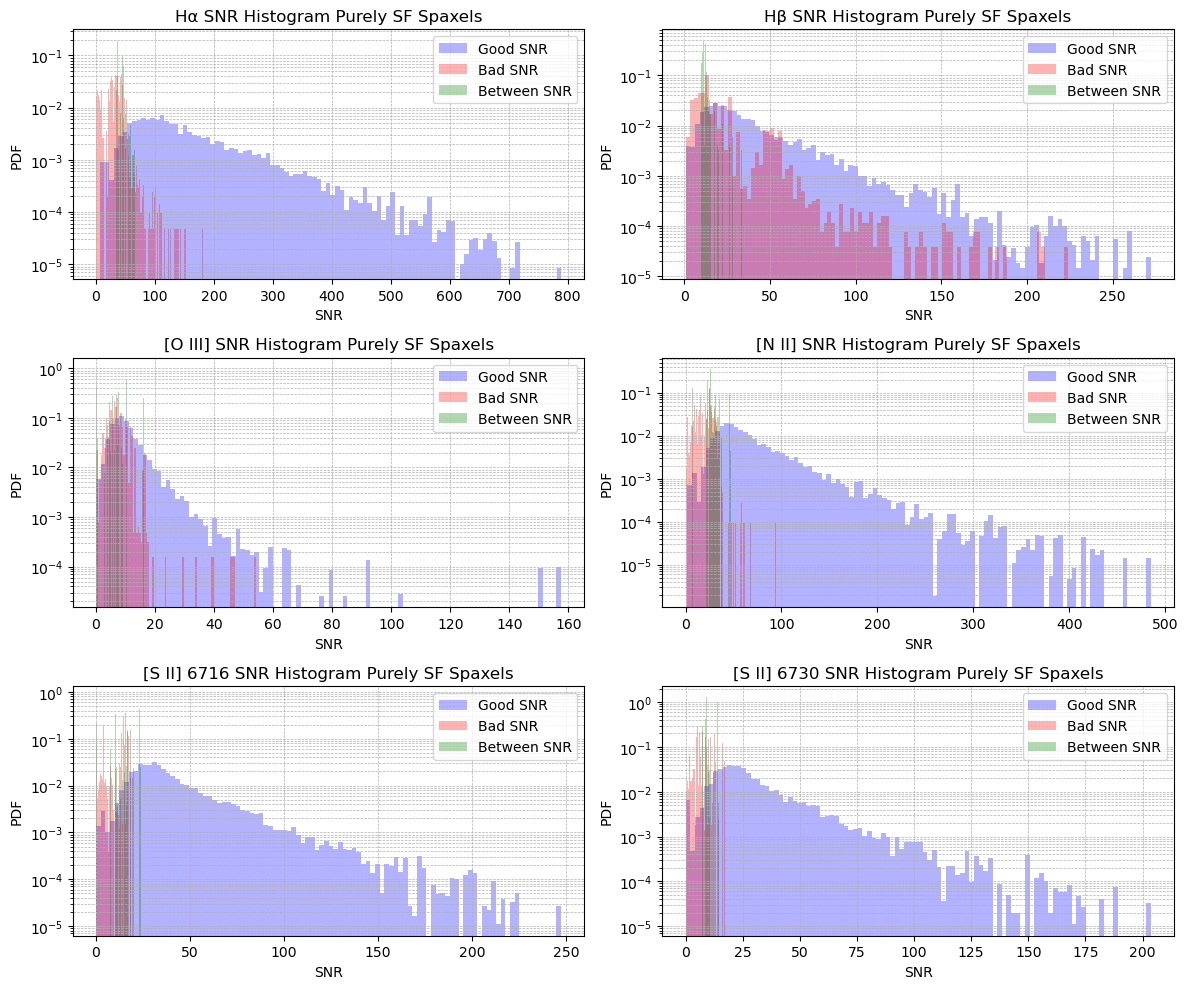 Hα SNR Histogram Purely SF Spaxels
10⁻¹
10⁻²
10⁻³
10⁻⁴
10⁻⁵
PDF
Good SNR
Bad SNR
Between SNR
0 100 200 300 400 500 600 700 800
SNR
Hβ SNR Histogram Purely SF Spaxels
10⁻¹
10⁻²
10⁻³
10⁻⁴
10⁻⁵
PDF
Good SNR
Bad SNR
Between SNR
0 50 100 150 200 250
SNR
[O III] SNR Histogram Purely SF Spaxels
10⁰
10⁻¹
10⁻²
10⁻³
10⁻⁴
PDF
Good SNR
Bad SNR
Between SNR
0 20 40 60 80 100 120 140 160
SNR
[N II] SNR Histogram Purely SF Spaxels
10⁻¹
10⁻²
10⁻³
10⁻⁴
10⁻⁵
PDF
Good SNR
Bad SNR
Between SNR
0 100 200 300 400 500
SNR
[S II] 6716 SNR Histogram Purely SF Spaxels
10⁰
10⁻¹
10⁻²
10⁻³
10⁻⁴
10⁻⁵
PDF
Good SNR
Bad SNR
Between SNR
0 50 100 150 200 250
SNR
[S II] 6730 SNR Histogram Purely SF Spaxels
10⁰
10⁻¹
10⁻²
10⁻³
10⁻⁴
10⁻⁵
PDF
Good SNR
Bad SNR
Between SNR
0 25 50 75 100 125 150 175 200
SNR